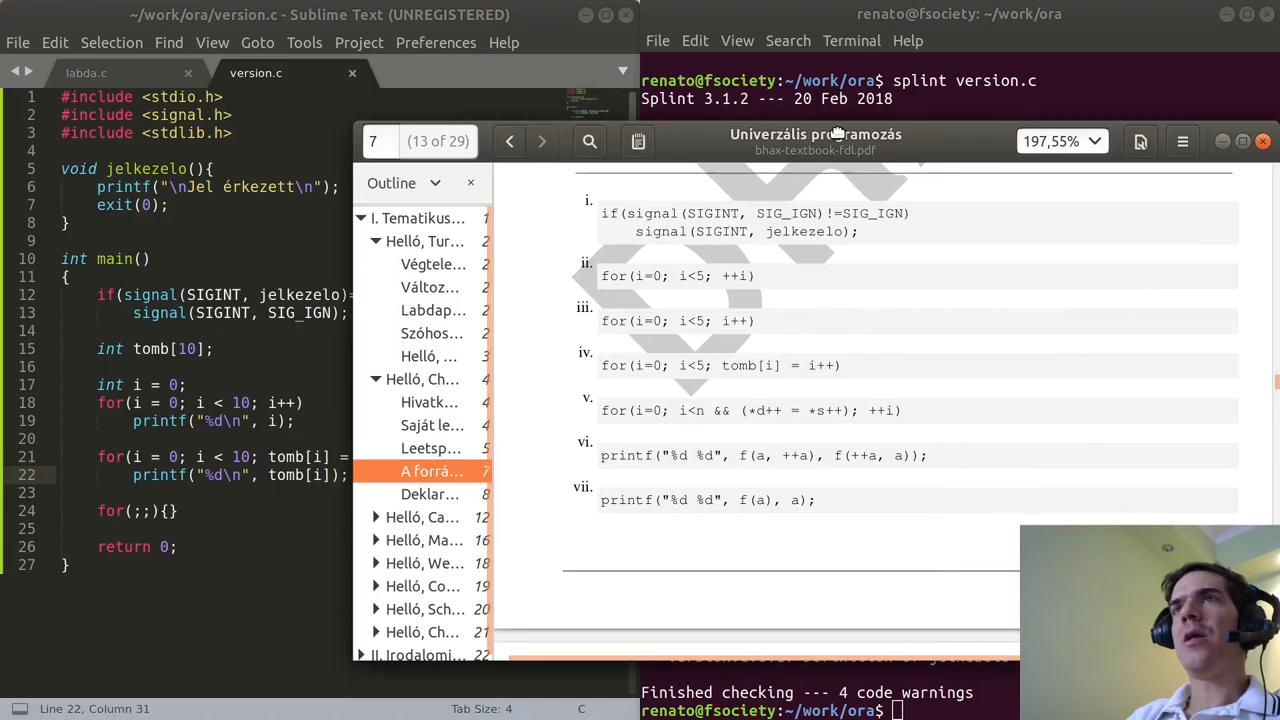 ~/work/ora/version.c - Sublime Text (UNREGISTERED)
File Edit Selection Find View Goto Tools Project Preferences Help
labda.c
version.c
1 #include <stdio.h>
2 #include <signal.h>
3 #include <stdlib.h>
4
5 void jelkezelo(){
6 printf("\nJel érkezett\n");
7 exit(0);
8 }
9
10 int main()
11 {
12 if(signal(SIGINT, jelkezelo)=
13 signal(SIGINT, SIG_IGN);
14
15 int tomb[10];
16
17 int i = 0;
18 for(i = 0; i < 10; i++)
19 printf("%d\n", i);
20
21 for(i = 0; i < 10; tomb[i] =
22 printf("%d\n", tomb[i]);
23
24 for(;;){}
25
26 return 0;
27 }
Line 22, Column 31
Tab Size: 4
C
renato@fsociety: ~/work/ora
File Edit View Search Terminal Help
renato@fsociety:~/work/ora$ splint version.c
Splint 3.1.2 --- 20 Feb 2018
7 (13 of 29)
Univerzális programozás
bhax-textbook-fdl.pdf
197,55%
Outline
I. Tematikus... 1
Helló, Tur... 2
Végtele... 2
Változ... 2
Labdap... 2
Szóhos... 2
Helló, ... 3
Helló, Ch... 4
Hivatk... 4
Saját le... 4
Leetsp... 5
A forrá... 7
Deklar... 8
Helló, Ca... 12
Helló, Ma... 16
Helló, We... 18
Helló, Co... 19
Helló, Sch... 20
Helló, Ch... 21
II. Irodalomj... 22
i. if(signal(SIGINT, SIG_IGN)!=SIG_IGN)
signal(SIGINT, jelkezelo);
ii. for(i=0; i<5; ++i)
iii. for(i=0; i<5; i++)
iv. for(i=0; i<5; tomb[i] = i++)
v. for(i=0; i<n && (*d++ = *s++); ++i)
vi. printf("%d %d", f(a, ++a), f(++a, a));
vii. printf("%d %d", f(a), a);
Finished checking --- 4 code warnings
renato@fsociety:~/work/ora$